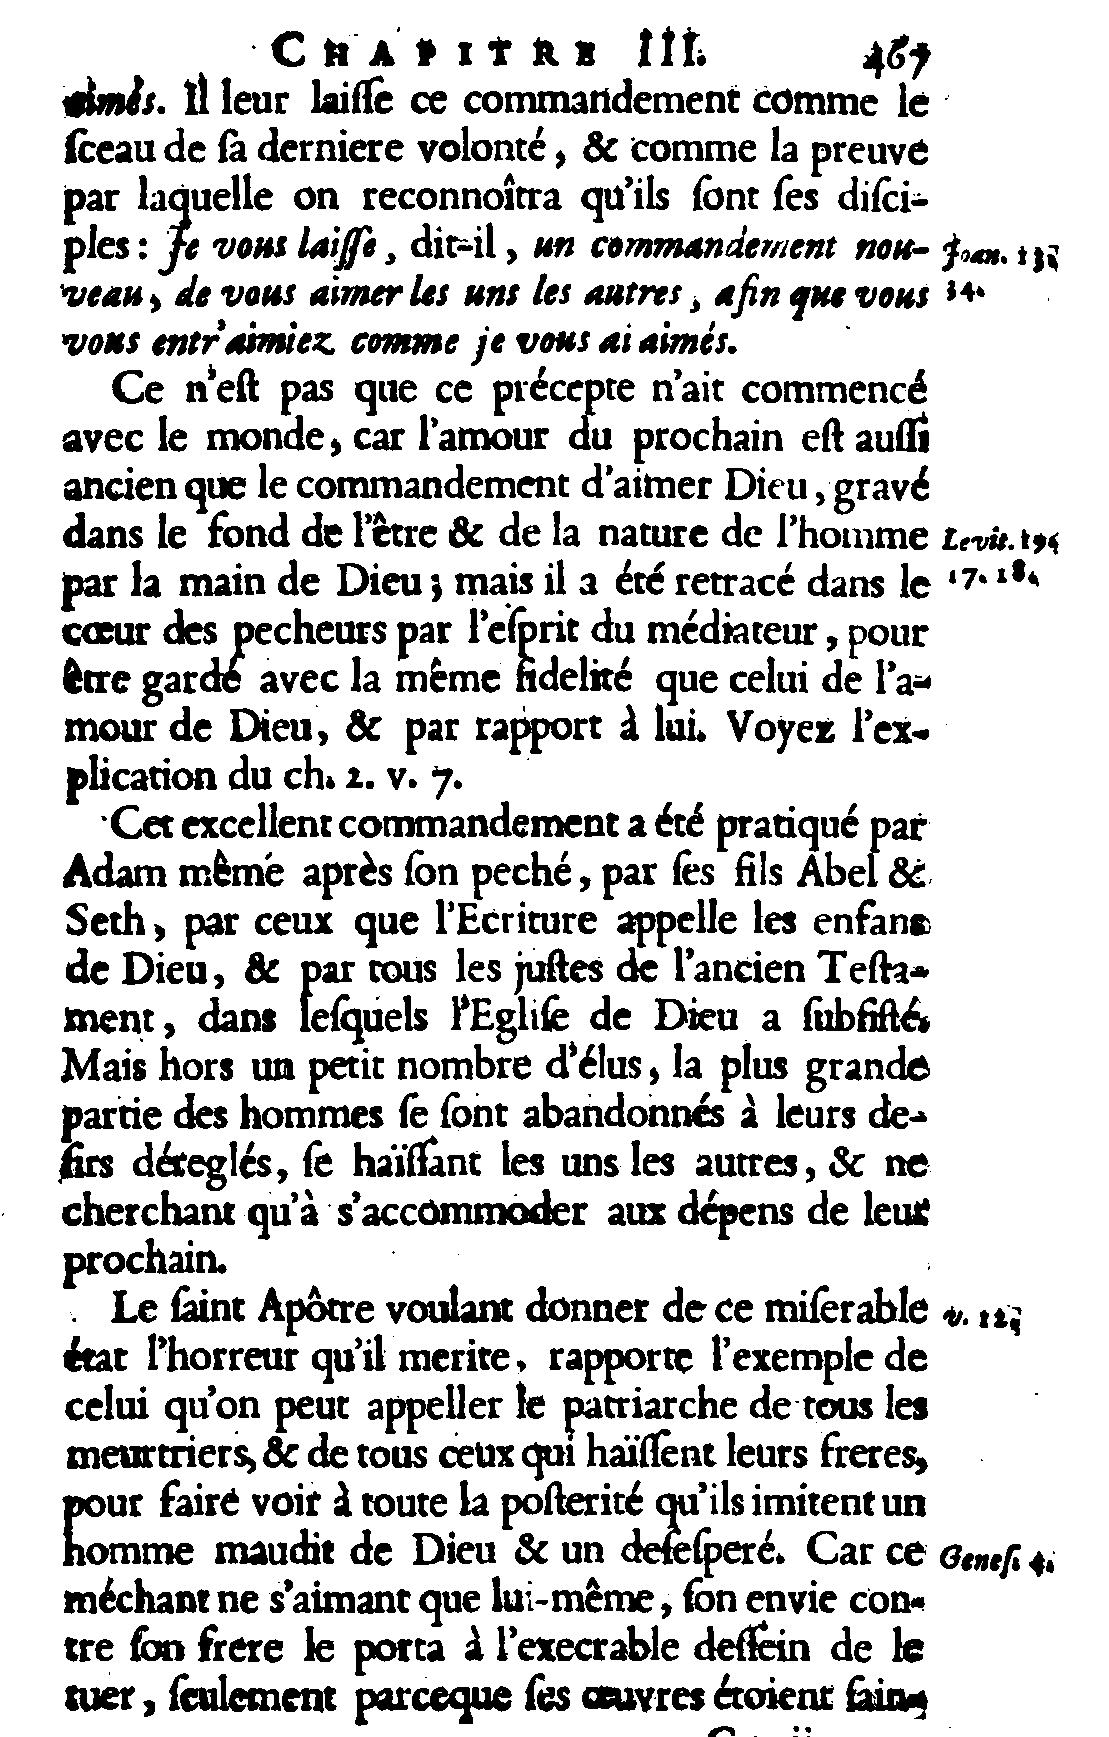 CHAPITRE III. 467
aimés. Il leur laiſſe ce commandement comme le
ſceau de ſa derniere volonté, & comme la preuve
par laquelle on reconnoîtra qu'ils ſont ſes diſci-
ples : Je vous laiſſe, dit-il, un commandement nou-
Joan. 13.
veau, de vous aimer les uns les autres, afin que vous
34.
vous entr'aimiez comme je vous ai aimés.
Ce n'eſt pas que ce précepte n'ait commencé
avec le monde, car l'amour du prochain eſt auſſi
ancien que le commandement d'aimer Dieu, gravé
dans le fond de l'être & de la nature de l'homme
Levit. 19.
par la main de Dieu ; mais il a été retracé dans le
17. 18.
cœur des pecheurs par l'eſprit du médiateur, pour
être gardé avec la même fidelité que celui de l'a-
mour de Dieu, & par rapport à lui. Voyez l'ex-
plication du ch. 2. v. 7.
Cet excellent commandement a été pratiqué par
Adam même après ſon peché, par ſes fils Abel &
Seth, par ceux que l'Ecriture appelle les enfans
de Dieu, & par tous les juſtes de l'ancien Teſta-
ment, dans leſquels l'Egliſe de Dieu a ſubſiſté.
Mais hors un petit nombre d'élus, la plus grande
partie des hommes ſe ſont abandonnés à leurs de-
ſirs déreglés, ſe haïſſant les uns les autres, & ne
cherchant qu'à s'accommoder aux dépens de leur
prochain.
Le ſaint Apôtre voulant donner de ce miſerable
v. 12.
état l'horreur qu'il merite, rapporte l'exemple de
celui qu'on peut appeller le patriarche de tous les
meurtriers, & de tous ceux qui haïſſent leurs freres,
pour faire voir à toute la poſterité qu'ils imitent un
homme maudit de Dieu & un deſeſperé. Car ce
Geneſ. 4.
méchant ne s'aimant que lui-même, ſon envie con-
tre ſon frere le porta à l'execrable deſſein de le
tuer, ſeulement parceque ſes œuvres étoient ſain-